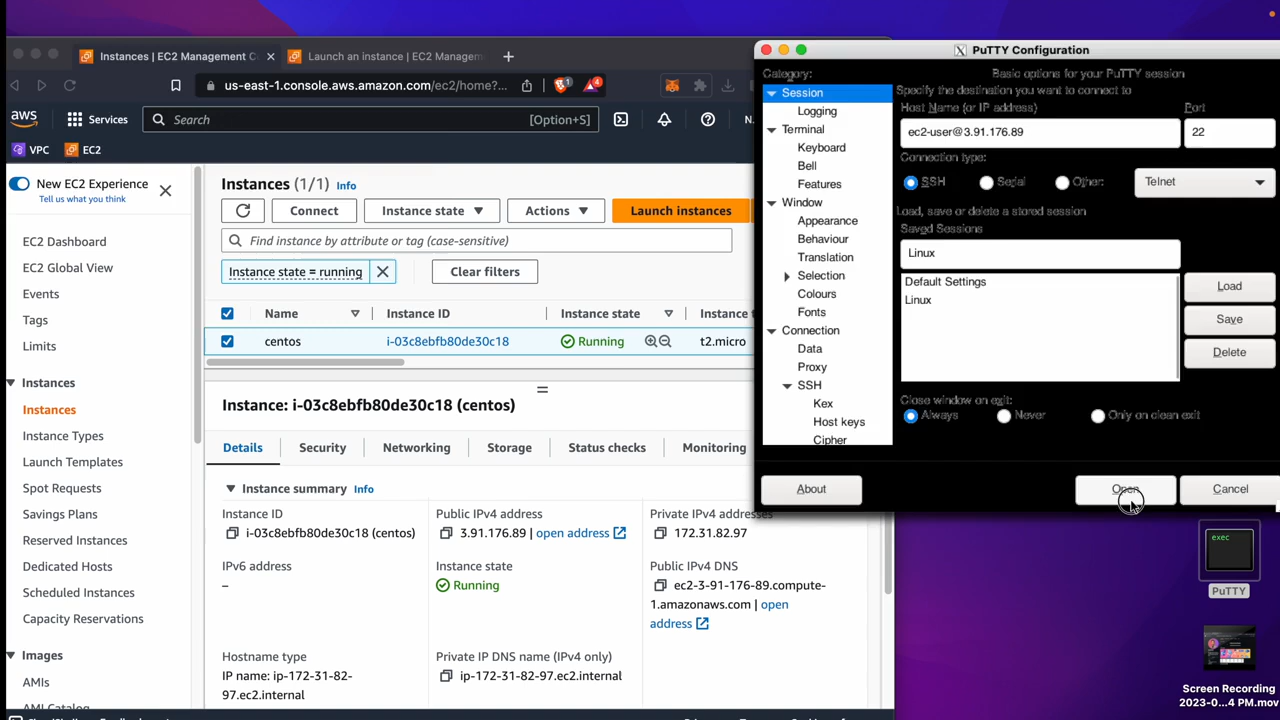 Instances | EC2 Management C
Launch an instance | EC2 Managem
us-east-1.console.aws.amazon.com/ec2/home?...
1
4
aws
Services
Search
[Option+S]
N.
VPC
EC2
New EC2 Experience
Tell us what you think
EC2 Dashboard
EC2 Global View
Events
Tags
Limits
Instances
Instances
Instance Types
Launch Templates
Spot Requests
Savings Plans
Reserved Instances
Dedicated Hosts
Scheduled Instances
Capacity Reservations
Images
AMIs
AMI Catalog
Instances (1/1) Info
Connect
Instance state
Actions
Launch instances
Find instance by attribute or tag (case-sensitive)
Instance state = running
Clear filters
Name
Instance ID
Instance state
Instance t
centos
i-03c8ebfb80de30c18
Running
t2.micro
Instance: i-03c8ebfb80de30c18 (centos)
Details
Security
Networking
Storage
Status checks
Monitoring
Instance summary Info
Instance ID
i-03c8ebfb80de30c18 (centos)
Public IPv4 address
3.91.176.89 | open address
Private IPv4 addresses
172.31.82.97
IPv6 address
–
Instance state
Running
Public IPv4 DNS
ec2-3-91-176-89.compute-
1.amazonaws.com | open
address
Hostname type
IP name: ip-172-31-82-
97.ec2.internal
Private IP DNS name (IPv4 only)
ip-172-31-82-97.ec2.internal
PuTTY Configuration
Category:
Session
Logging
Terminal
Keyboard
Bell
Features
Window
Appearance
Behaviour
Translation
Selection
Colours
Fonts
Connection
Data
Proxy
SSH
Kex
Host keys
Cipher
Basic options for your PuTTY session
Specify the destination you want to connect to
Host Name (or IP address)
Port
ec2-user@3.91.176.89
22
Connection type:
SSH
Serial
Other:
Telnet
Load, save or delete a stored session
Saved Sessions
Linux
Default Settings
Linux
Load
Save
Delete
Close window on exit:
Always
Never
Only on clean exit
About
Open
Cancel
exec
PuTTY
Screen Recording
2023-0...4 PM.mov